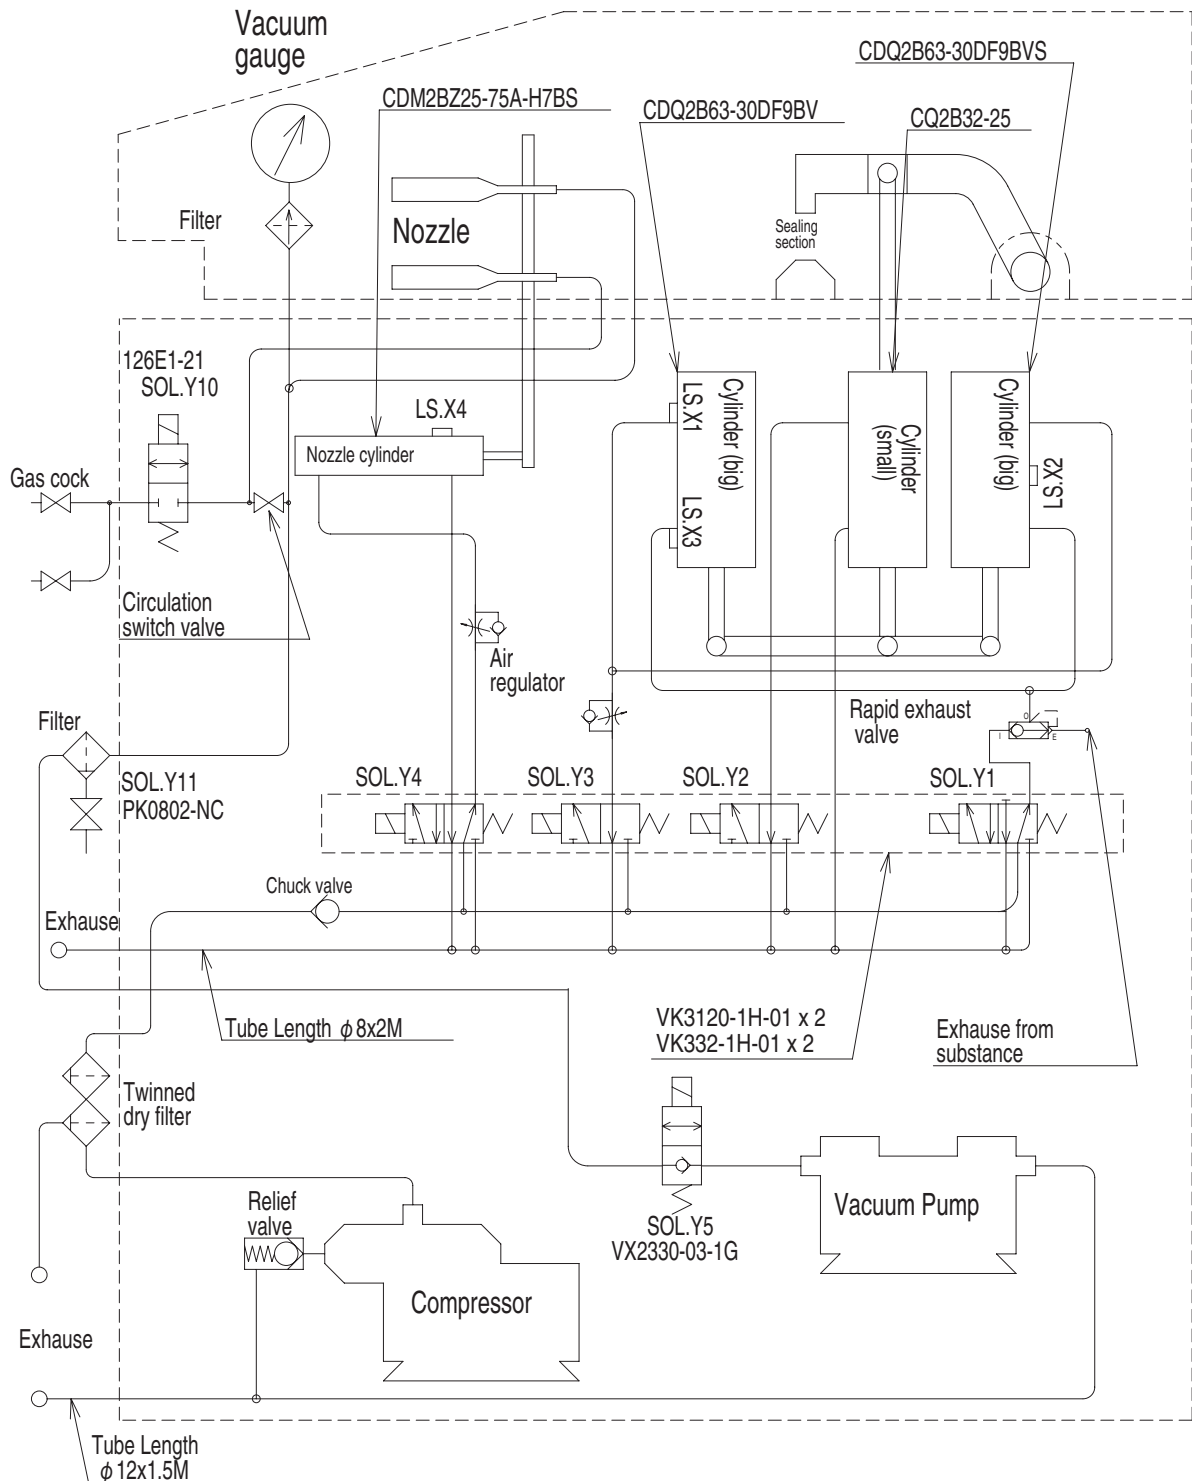 Vacuum
gauge
CDQ2B63-30DF9BVS
CDM2BZ25-75A-H7BS
CDQ2B63-30DF9BV
CQ2B32-25
Filter
Nozzle
Sealing
section
126E1-21
SOL.Y10
LS.X4
Nozzle cylinder
LS.X1
Cylinder (big)
LS.X3
Cylinder
(small)
Cylinder (big)
LS.X2
Gas cock
Circulation
switch valve
Air
regulator
Rapid exhaust
valve
O
I
E
Filter
SOL.Y11
PK0802-NC
SOL.Y4
SOL.Y3
SOL.Y2
SOL.Y1
Chuck valve
Exhause
Tube Length φ8x2M
VK3120-1H-01 x 2
VK332-1H-01 x 2
Exhause from
substance
Twinned
dry filter
Relief
valve
SOL.Y5
VX2330-03-1G
Vacuum Pump
Compressor
Exhause
Tube Length
φ12x1.5M